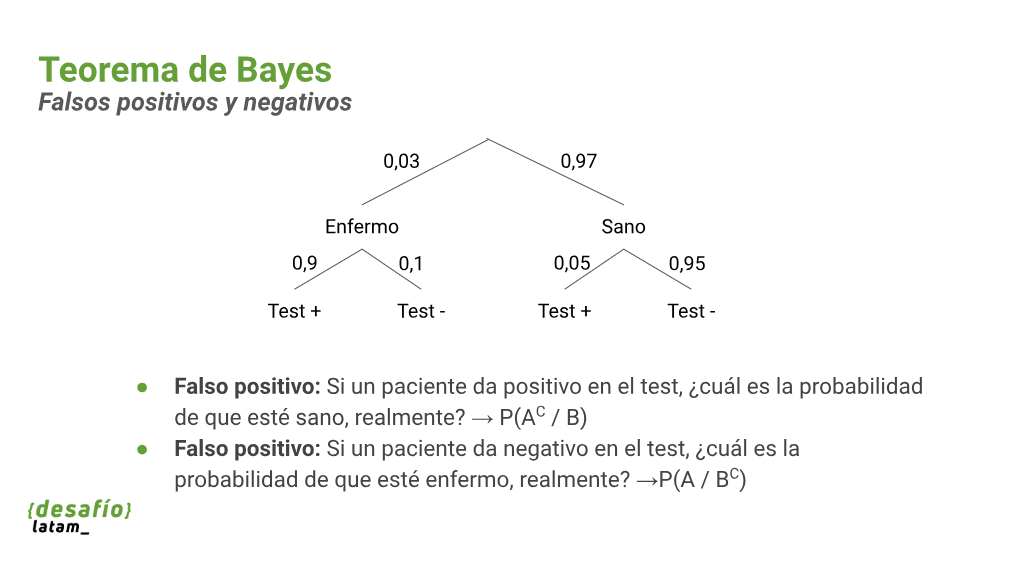 Teorema de Bayes
Falsos positivos y negativos
0,03 0,97
Enfermo Sano
0,9 0,1 0,05 0,95
Test + Test - Test + Test -
● Falso positivo: Si un paciente da positivo en el test, ¿cuál es la probabilidad
de que esté sano, realmente? → P(Aᶜ / B)
● Falso positivo: Si un paciente da negativo en el test, ¿cuál es la
probabilidad de que esté enfermo, realmente? →P(A / Bᶜ)
{desafío}
latam_